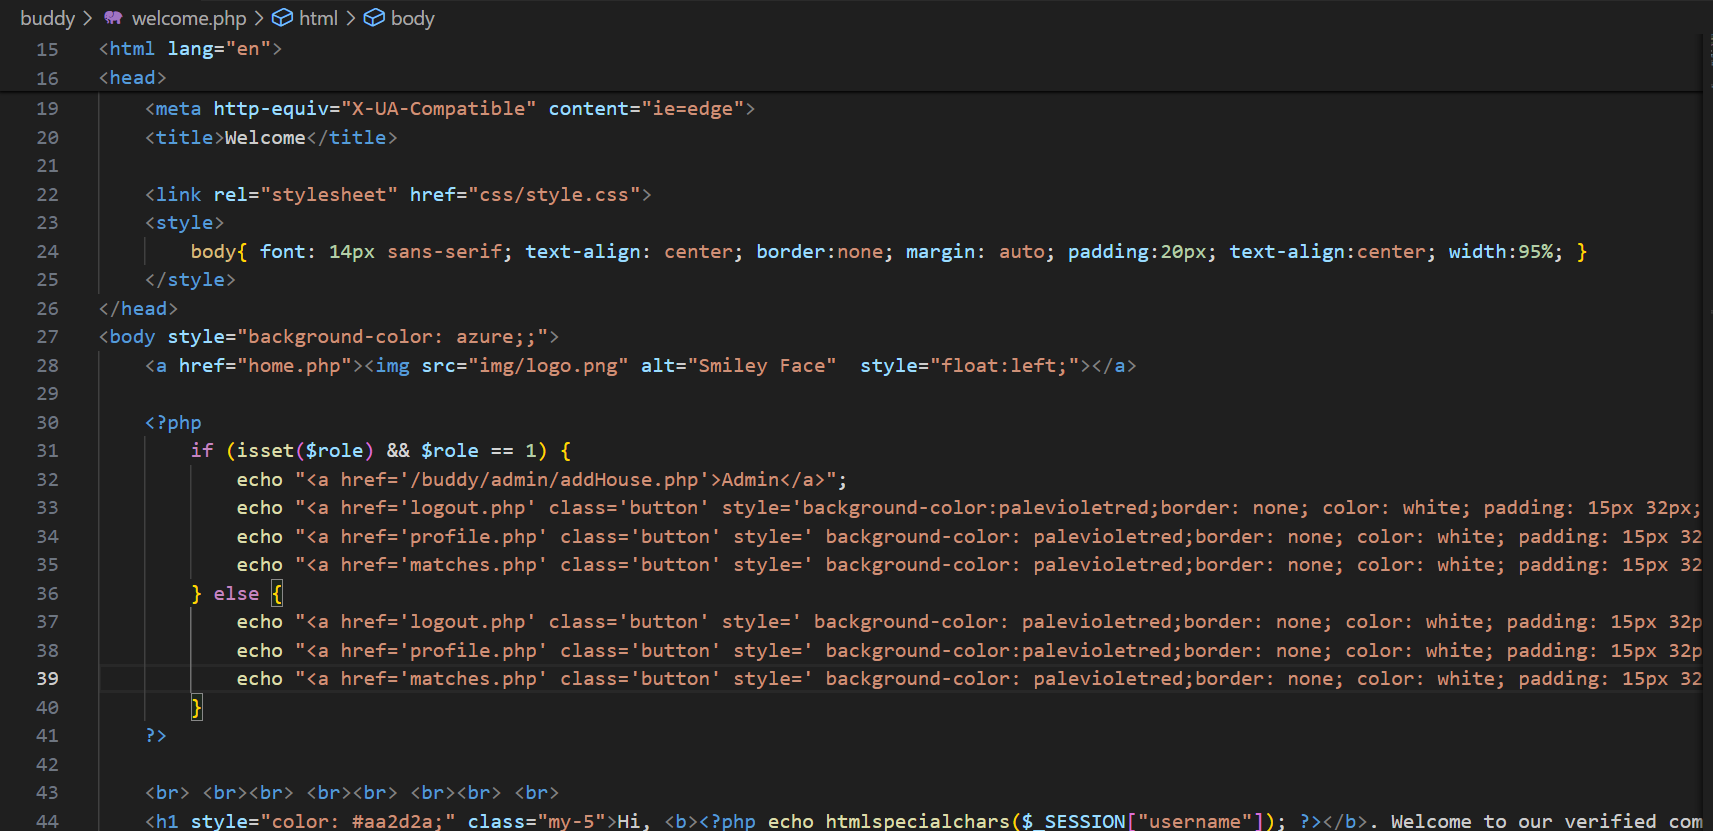 buddy > welcome.php > html > body
15 <html lang="en">
16 <head>
19 <meta http-equiv="X-UA-Compatible" content="ie=edge">
20 <title>Welcome</title>
21
22 <link rel="stylesheet" href="css/style.css">
23 <style>
24 body{ font: 14px sans-serif; text-align: center; border:none; margin: auto; padding:20px; text-align:center; width:95%; }
25 </style>
26 </head>
27 <body style="background-color: azure;;">
28 <a href="home.php"><img src="img/logo.png" alt="Smiley Face"  style="float:left;"></a>
29
30 <?php
31 if (isset($role) && $role == 1) {
32 echo "<a href='/buddy/admin/addHouse.php'>Admin</a>";
33 echo "<a href='logout.php' class='button' style='background-color:palevioletred;border: none; color: white; padding: 15px 32px;
34 echo "<a href='profile.php' class='button' style=' background-color: palevioletred;border: none; color: white; padding: 15px 32
35 echo "<a href='matches.php' class='button' style=' background-color: palevioletred;border: none; color: white; padding: 15px 32
36 } else {
37 echo "<a href='logout.php' class='button' style=' background-color: palevioletred;border: none; color: white; padding: 15px 32p
38 echo "<a href='profile.php' class='button' style=' background-color:palevioletred;border: none; color: white; padding: 15px 32p
39 echo "<a href='matches.php' class='button' style=' background-color: palevioletred;border: none; color: white; padding: 15px 32
40 }
41 ?>
42
43 <br> <br><br> <br><br> <br><br> <br>
44 <h1 style="color: #aa2d2a;" class="my-5">Hi, <b><?php echo htmlspecialchars($_SESSION["username"]); ?></b>. Welcome to our verified com